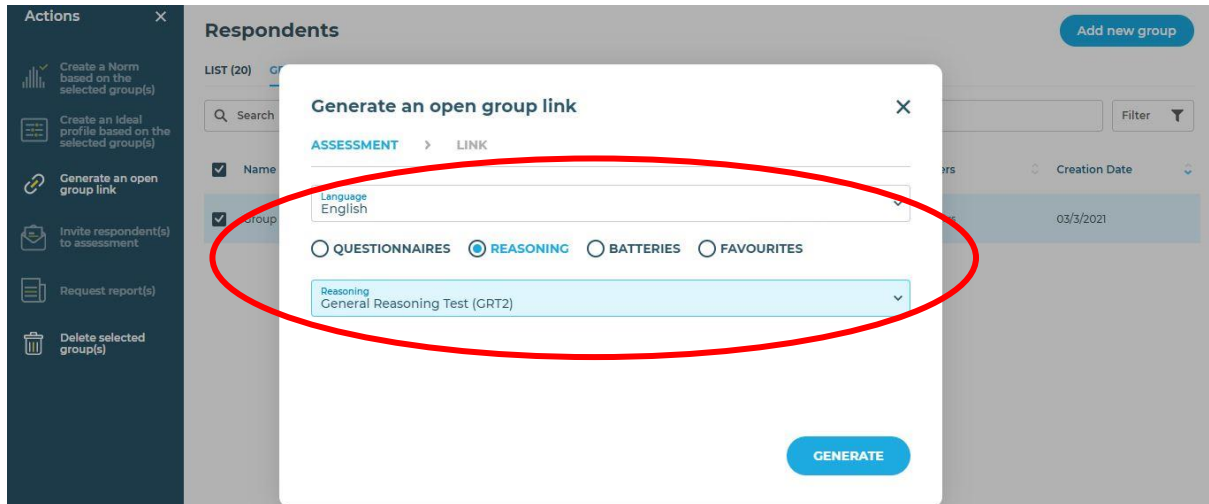 Actions
Create a Norm
based on the
selected group(s)
Create an Ideal
profile based on the
selected group(s)
Generate an open
group link
Invite respondent(s)
to assessment
Request report(s)
Delete selected
group(s)
Respondents
Add new group
LIST (20)
Search
Filter
Name
Creation Date
Group
03/3/2021
Generate an open group link
ASSESSMENT > LINK
Language
English
QUESTIONNAIRES REASONING BATTERIES FAVOURITES
Reasoning
General Reasoning Test (GRT2)
GENERATE